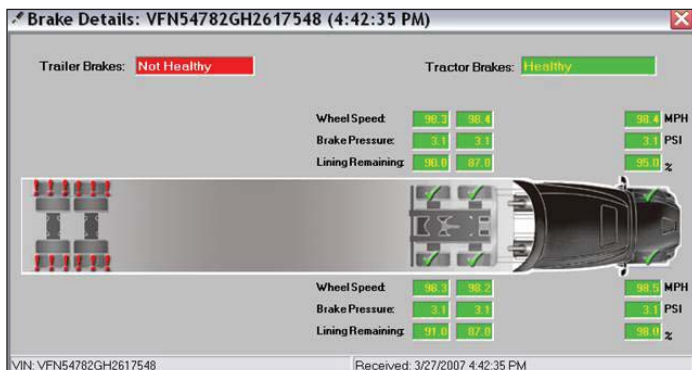 Brake Details: VFN54782GH2617548 (4:42:35 PM)
Trailer Brakes: Not Healthy Tractor Brakes: Healthy
Wheel Speed: 98.3 98.4 98.4 MPH
Brake Pressure: 3.1 3.1 3.1 PSI
Lining Remaining: 90.0 87.0 95.0 %
Wheel Speed: 98.3 98.2 98.5 MPH
Brake Pressure: 3.1 3.1 3.1 PSI
Lining Remaining: 91.0 87.0 98.0 %
VIN: VFN54782GH2617548 Received: 3/27/2007 4:42:35 PM